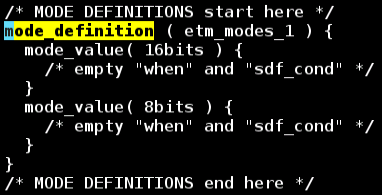 /* MODE DEFINITIONS start here */
mode_definition ( etm_modes_1 ) {
  mode_value( 16bits ) {
    /* empty "when" and "sdf_cond" */
  }
  mode_value( 8bits ) {
    /* empty "when" and "sdf_cond" */
  }
}
/* MODE DEFINITIONS end here */